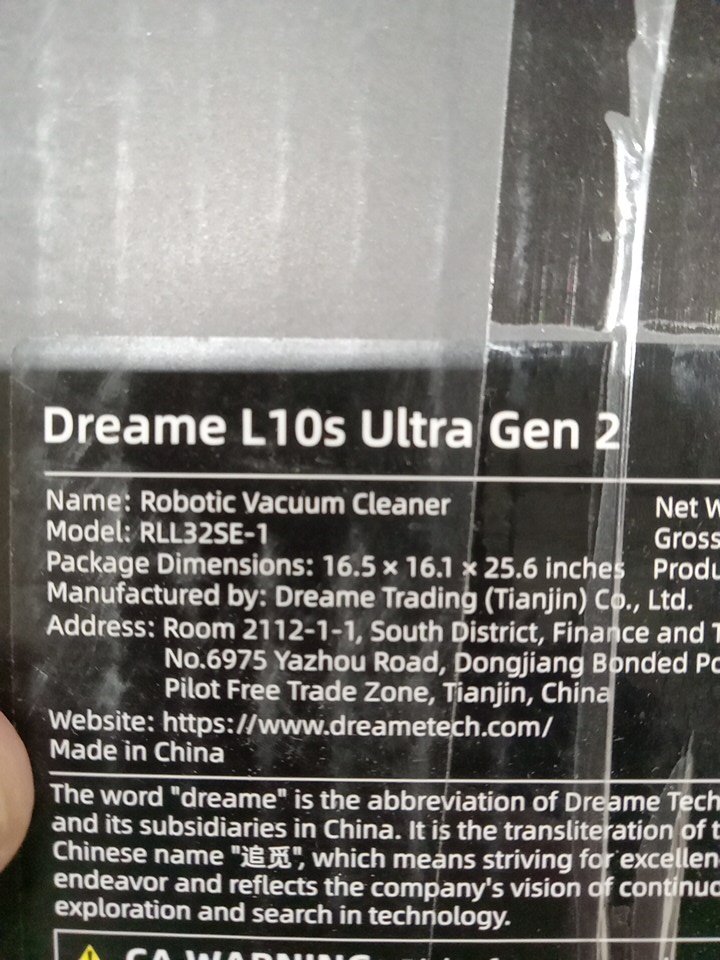 Dreame L10s Ultra Gen 2
Name: Robotic Vacuum Cleaner
Net
Model: RLL32SE-1
Gross
Package Dimensions: 16.5 × 16.1 × 25.6 inches
Manufactured by: Dreame Trading (Tianjin) Co., Ltd.
Address: Room 2112-1-1, South District, Finance and
No.6975 Yazhou Road, Dongjiang Bonded
Pilot Free Trade Zone, Tianjin, China
Website: https://www.dreametech.com/
Made in China
The word "dreame" is the abbreviation of Dreame
and its subsidiaries in China. It is the transliteration of
Chinese name "追觅", which means striving for
endeavor and reflects the company's vision of
exploration and search in technology.
CA WARNING